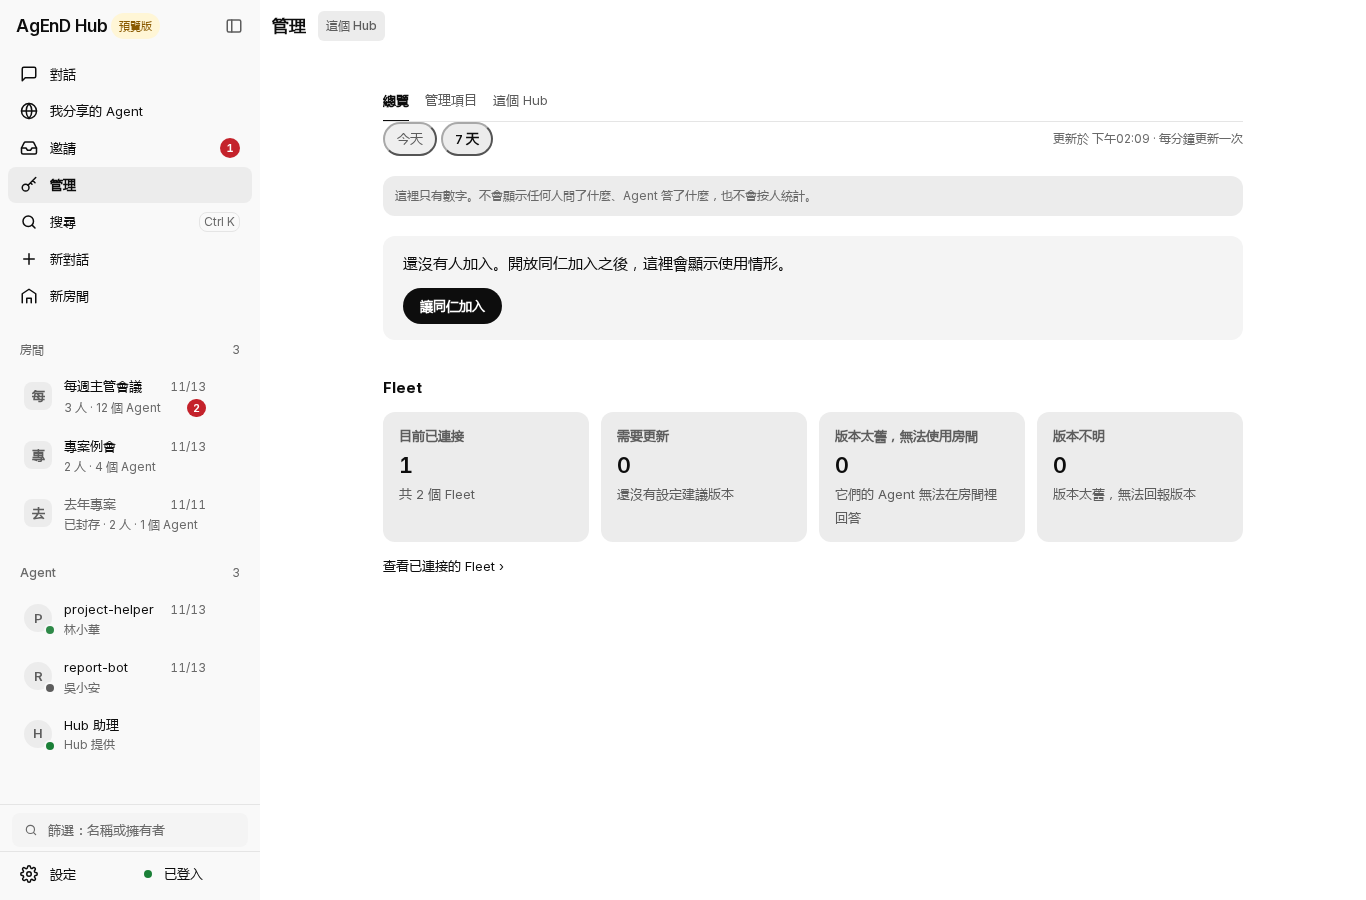 AgEnD Hub 預覽版
對話
我分享的 Agent
邀請 1
管理
搜尋 Ctrl K
新對話
新房間
房間 3
每 每週主管會議 11/13
3 人 · 12 個 Agent 2
專 專案例會 11/13
2 人 · 4 個 Agent
去 去年專案 11/11
已封存 · 2 人 · 1 個 Agent
Agent 3
P project-helper 11/13
林小華
R report-bot 11/13
吳小安
H Hub 助理
Hub 提供
篩選：名稱或擁有者
設定 已登入
管理 這個 Hub
總覽 管理項目 這個 Hub
今天 7 天 更新於 下午02:09 · 每分鐘更新一次
這裡只有數字。不會顯示任何人問了什麼、Agent 答了什麼，也不會按人統計。
還沒有人加入。開放同仁加入之後，這裡會顯示使用情形。
讓同仁加入
Fleet
目前已連接
1
共 2 個 Fleet
需要更新
0
還沒有設定建議版本
版本太舊，無法使用房間
0
它們的 Agent 無法在房間裡
回答
版本不明
0
版本太舊，無法回報版本
查看已連接的 Fleet ›